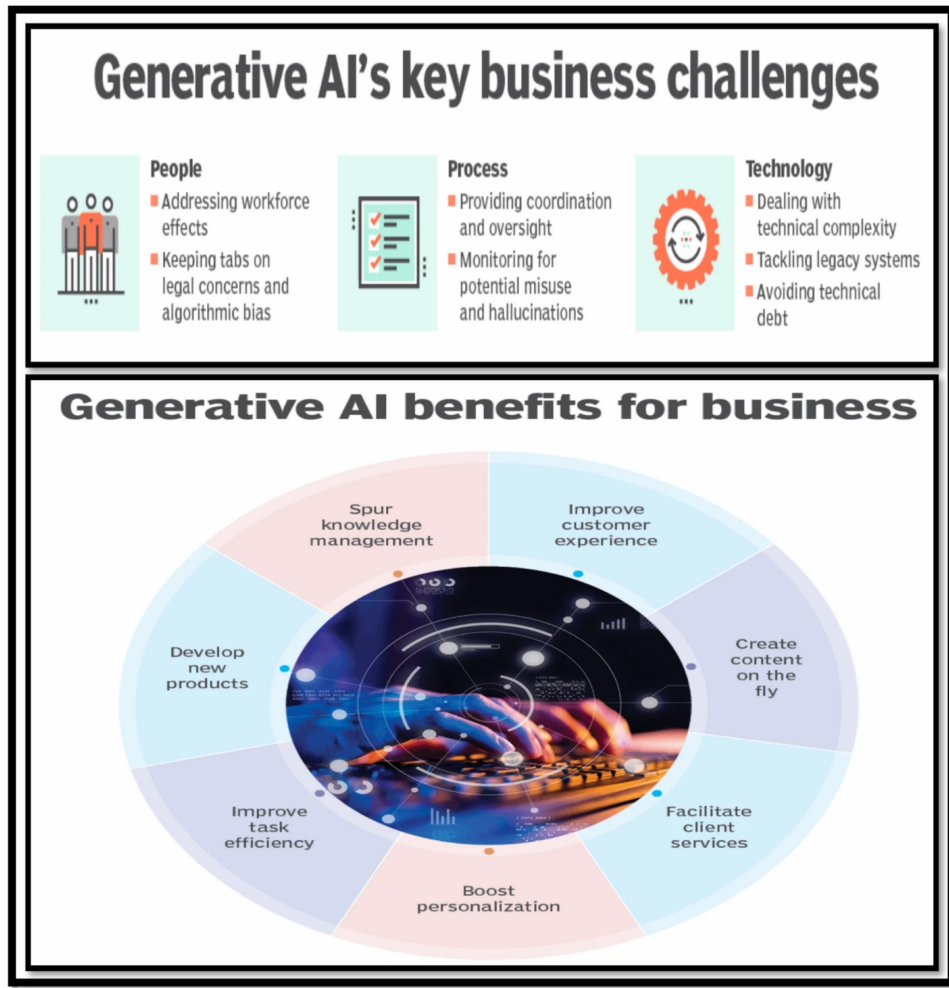 Generative AI's key business challenges
People
Addressing workforce
effects
Keeping tabs on
legal concerns and
algorithmic bias
Process
Providing coordination
and oversight
Monitoring for
potential misuse
and hallucinations
Technology
Dealing with
technical complexity
Tackling legacy systems
Avoiding technical
debt
Generative AI benefits for business
Spur
knowledge
management
Improve
customer
experience
Create
content
on the
fly
Facilitate
client
services
Boost
personalization
Improve
task
efficiency
Develop
new
products